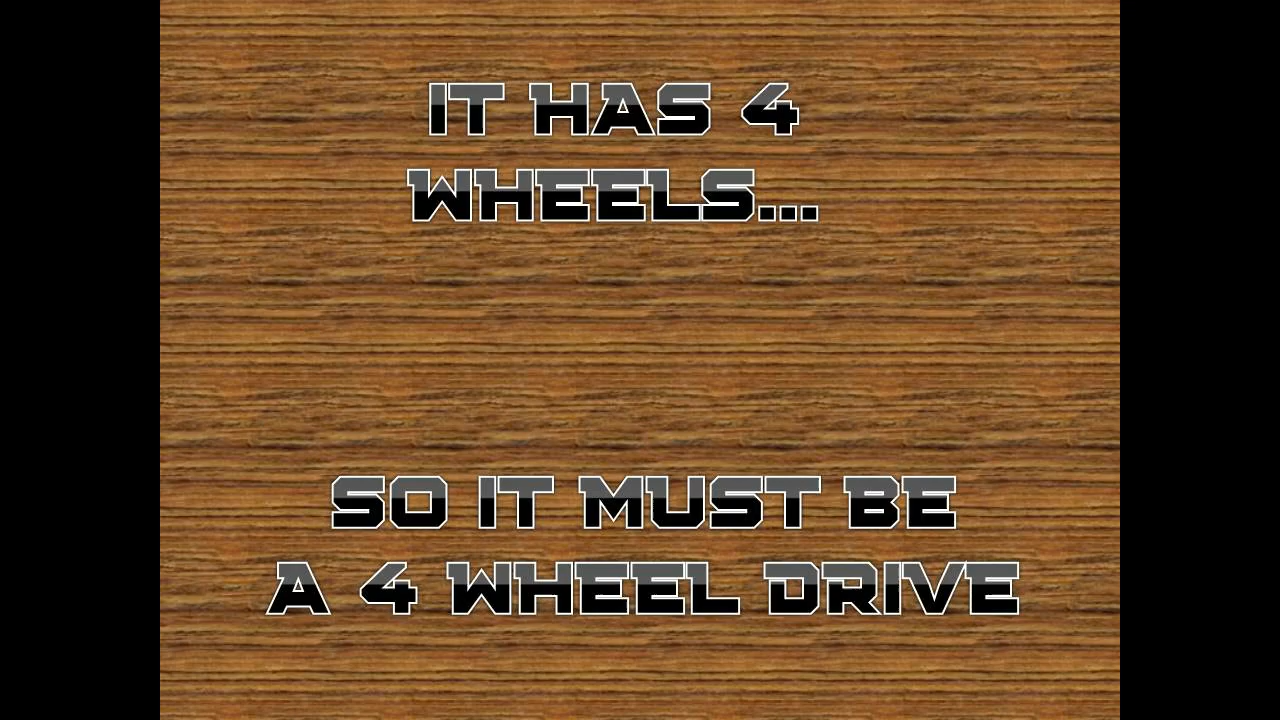 IT HAS 4
WHEELS...
SO IT MUST BE
A 4 WHEEL DRIVE